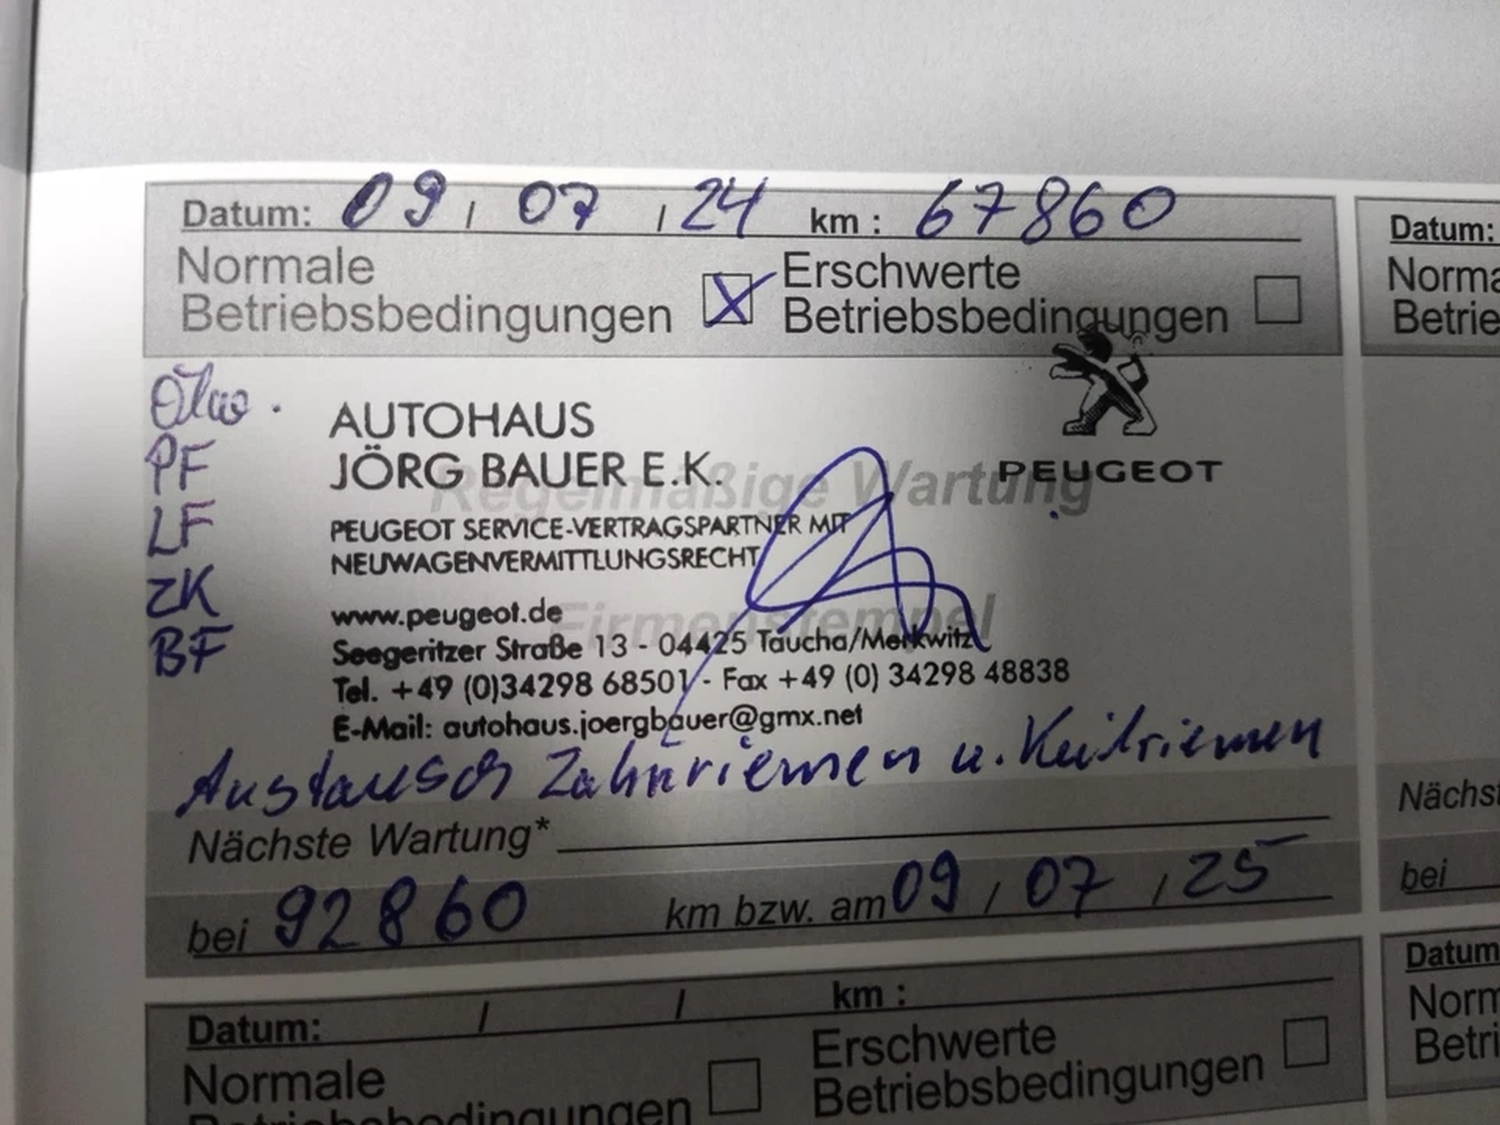 Datum: 09 / 07 / 24 km : 67860
Normale Betriebsbedingungen X Erschwerte Betriebsbedingungen
PF
LF
ZK
BF
AUTOHAUS
JÖRG BAUER E.K.
PEUGEOT
Regelmäßige Wartung
PEUGEOT SERVICE-VERTRAGSPARTNER MIT
NEUWAGENVERMITTLUNGSRECHT
Firmenstempel
www.peugeot.de
Seegeritzer Straße 13 - 04425 Taucha/Merkwitz
Tel. +49 (0)34298 68501 - Fax +49 (0) 34298 48838
E-Mail: autohaus.joergbauer@gmx.net
Austausch Zahnriemen u. Keilriemen
Nächste Wartung*
bei 92860 km bzw. am 09 / 07 / 25
Datum: / / km :
Normale Betriebsbedingungen Erschwerte Betriebsbedingungen
Datum:
Norma
Betrie
Nächs
bei
Datum
Norm
Betri